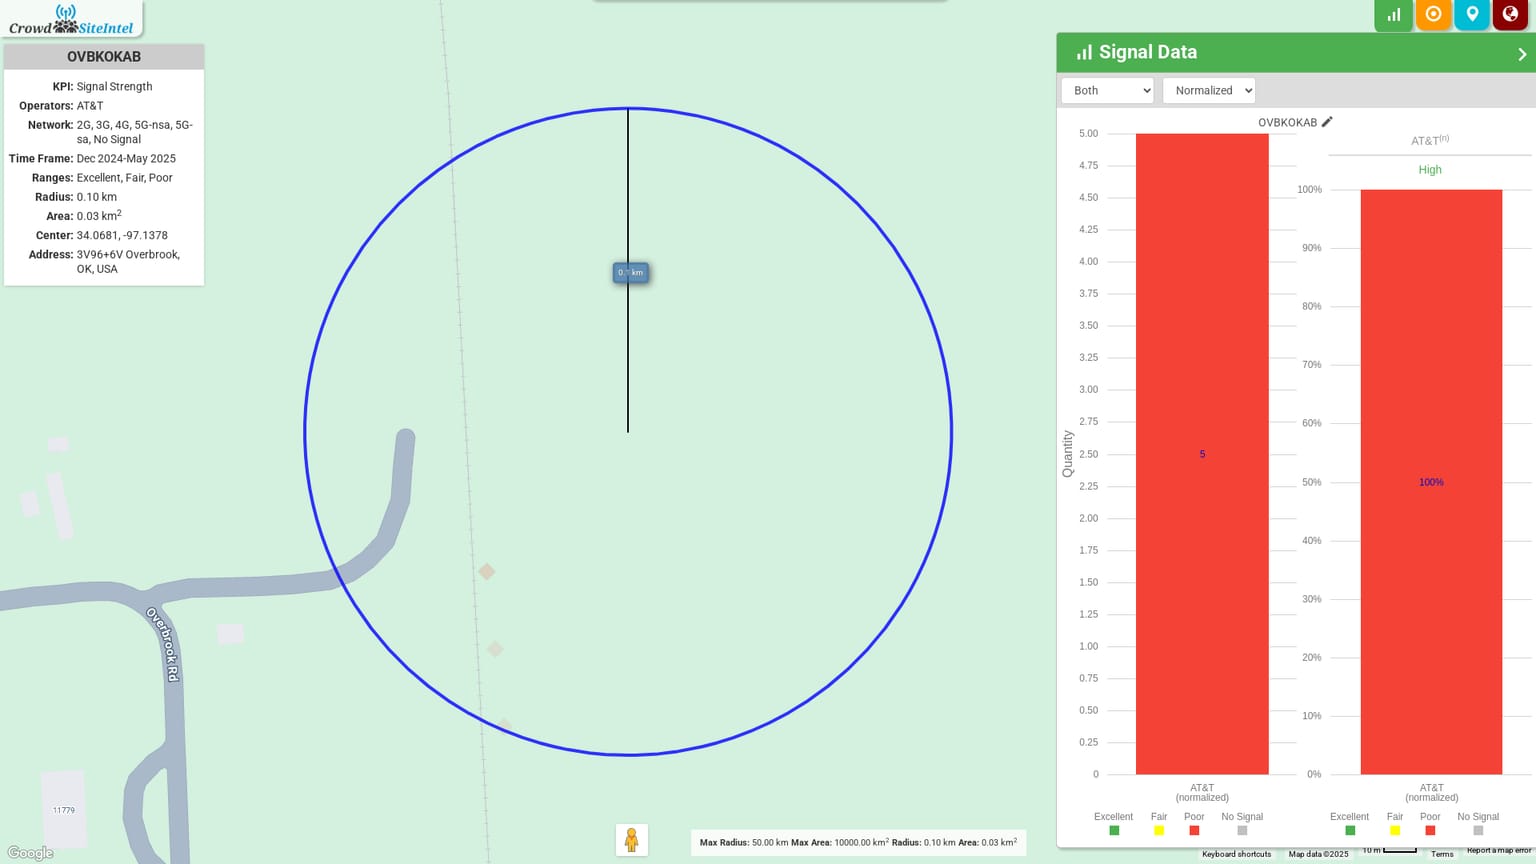 CrowdSiteIntel
OVBKOKAB
KPI: Signal Strength
Operators: AT&T
Network: 2G, 3G, 4G, 5G-nsa, 5G-
sa, No Signal
Time Frame: Dec 2024-May 2025
Ranges: Excellent, Fair, Poor
Radius: 0.10 km
Area: 0.03 km²
Center: 34.0681, -97.1378
Address: 3V96+6V Overbrook,
OK, USA
0.1 km
Overbrook Rd
11779
Google
Max Radius: 50.00 km Max Area: 10000.00 km² Radius: 0.10 km Area: 0.03 km²
Signal Data
Both
Normalized
OVBKOKAB
Quantity
5.00
4.75
4.50
4.25
4.00
3.75
3.50
3.25
3.00
2.75
2.50
2.25
2.00
1.75
1.50
1.25
1.00
0.75
0.50
0.25
0
5
AT&T
(normalized)
Excellent Fair Poor No Signal
AT&T(n)
High
100%
90%
80%
70%
60%
50%
40%
30%
20%
10%
0%
100%
AT&T
(normalized)
Excellent Fair Poor No Signal
Keyboard shortcuts Map data ©2025 10 m Terms Report a map error